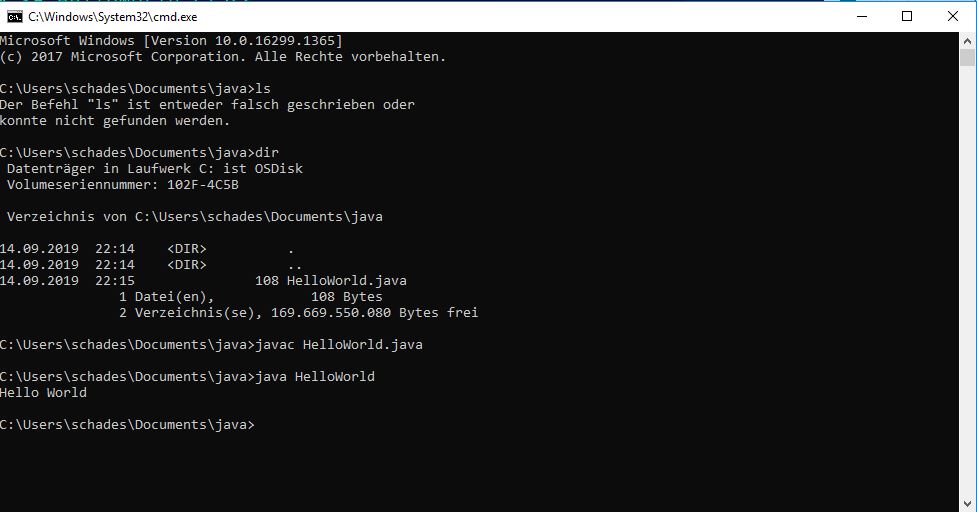 C:\Windows\System32\cmd.exe
Microsoft Windows [Version 10.0.16299.1365]
(c) 2017 Microsoft Corporation. Alle Rechte vorbehalten.
C:\Users\schades\Documents\java>ls
Der Befehl "ls" ist entweder falsch geschrieben oder
konnte nicht gefunden werden.
C:\Users\schades\Documents\java>dir
Datenträger in Laufwerk C: ist OSDisk
Volumeseriennummer: 102F-4C5B
Verzeichnis von C:\Users\schades\Documents\java
14.09.2019  22:14    <DIR>          .
14.09.2019  22:14    <DIR>          ..
14.09.2019  22:15               108 HelloWorld.java
1 Datei(en),            108 Bytes
2 Verzeichnis(se), 169.669.550.080 Bytes frei
C:\Users\schades\Documents\java>javac HelloWorld.java
C:\Users\schades\Documents\java>java HelloWorld
Hello World
C:\Users\schades\Documents\java>